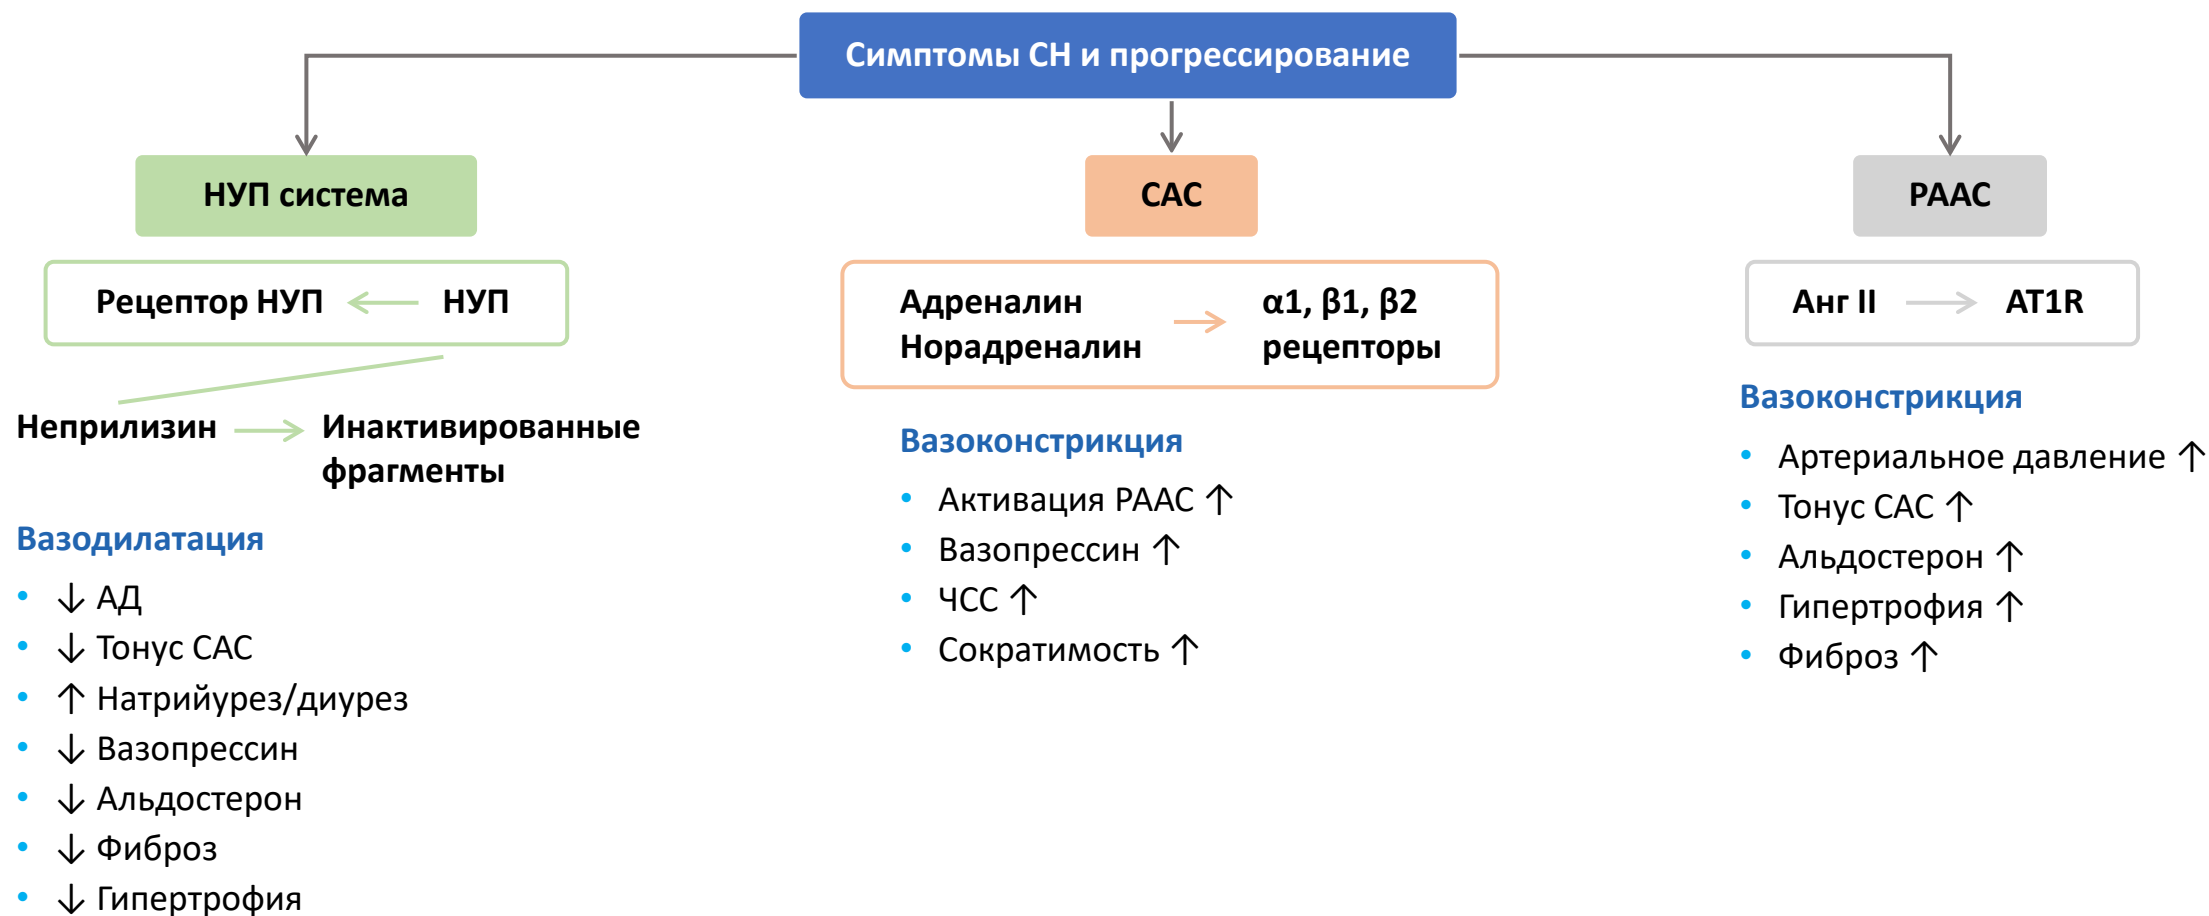 Симптомы СН и прогрессирование
НУП система
Рецептор НУП ← НУП
Неприлизин → Инактивированные
фрагменты
Вазодилатация
• ↓ АД
• ↓ Тонус САС
• ↑ Натрийурез/диурез
• ↓ Вазопрессин
• ↓ Альдостерон
• ↓ Фиброз
• ↓ Гипертрофия
САС
Адреналин → α1, β1, β2
Норадреналин рецепторы
Вазоконстрикция
• Активация РААС ↑
• Вазопрессин ↑
• ЧСС ↑
• Сократимость ↑
РААС
Анг II → AT1R
Вазоконстрикция
• Артериальное давление ↑
• Тонус САС ↑
• Альдостерон ↑
• Гипертрофия ↑
• Фиброз ↑